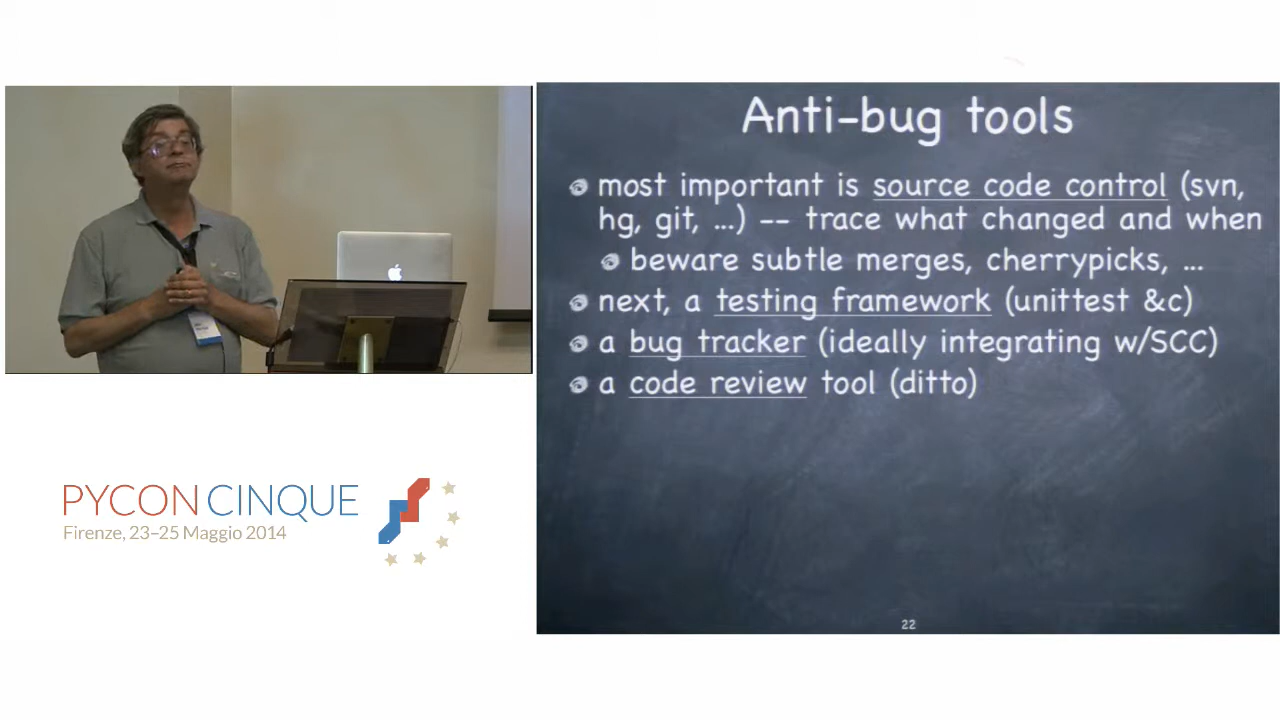 Anti-bug tools
most important is source code control (svn,
hg, git, ...) -- trace what changed and when
beware subtle merges, cherrypicks, ...
next, a testing framework (unittest &c)
a bug tracker (ideally integrating w/SCC)
a code review tool (ditto)
22
PYCON CINQUE
Firenze, 23-25 Maggio 2014